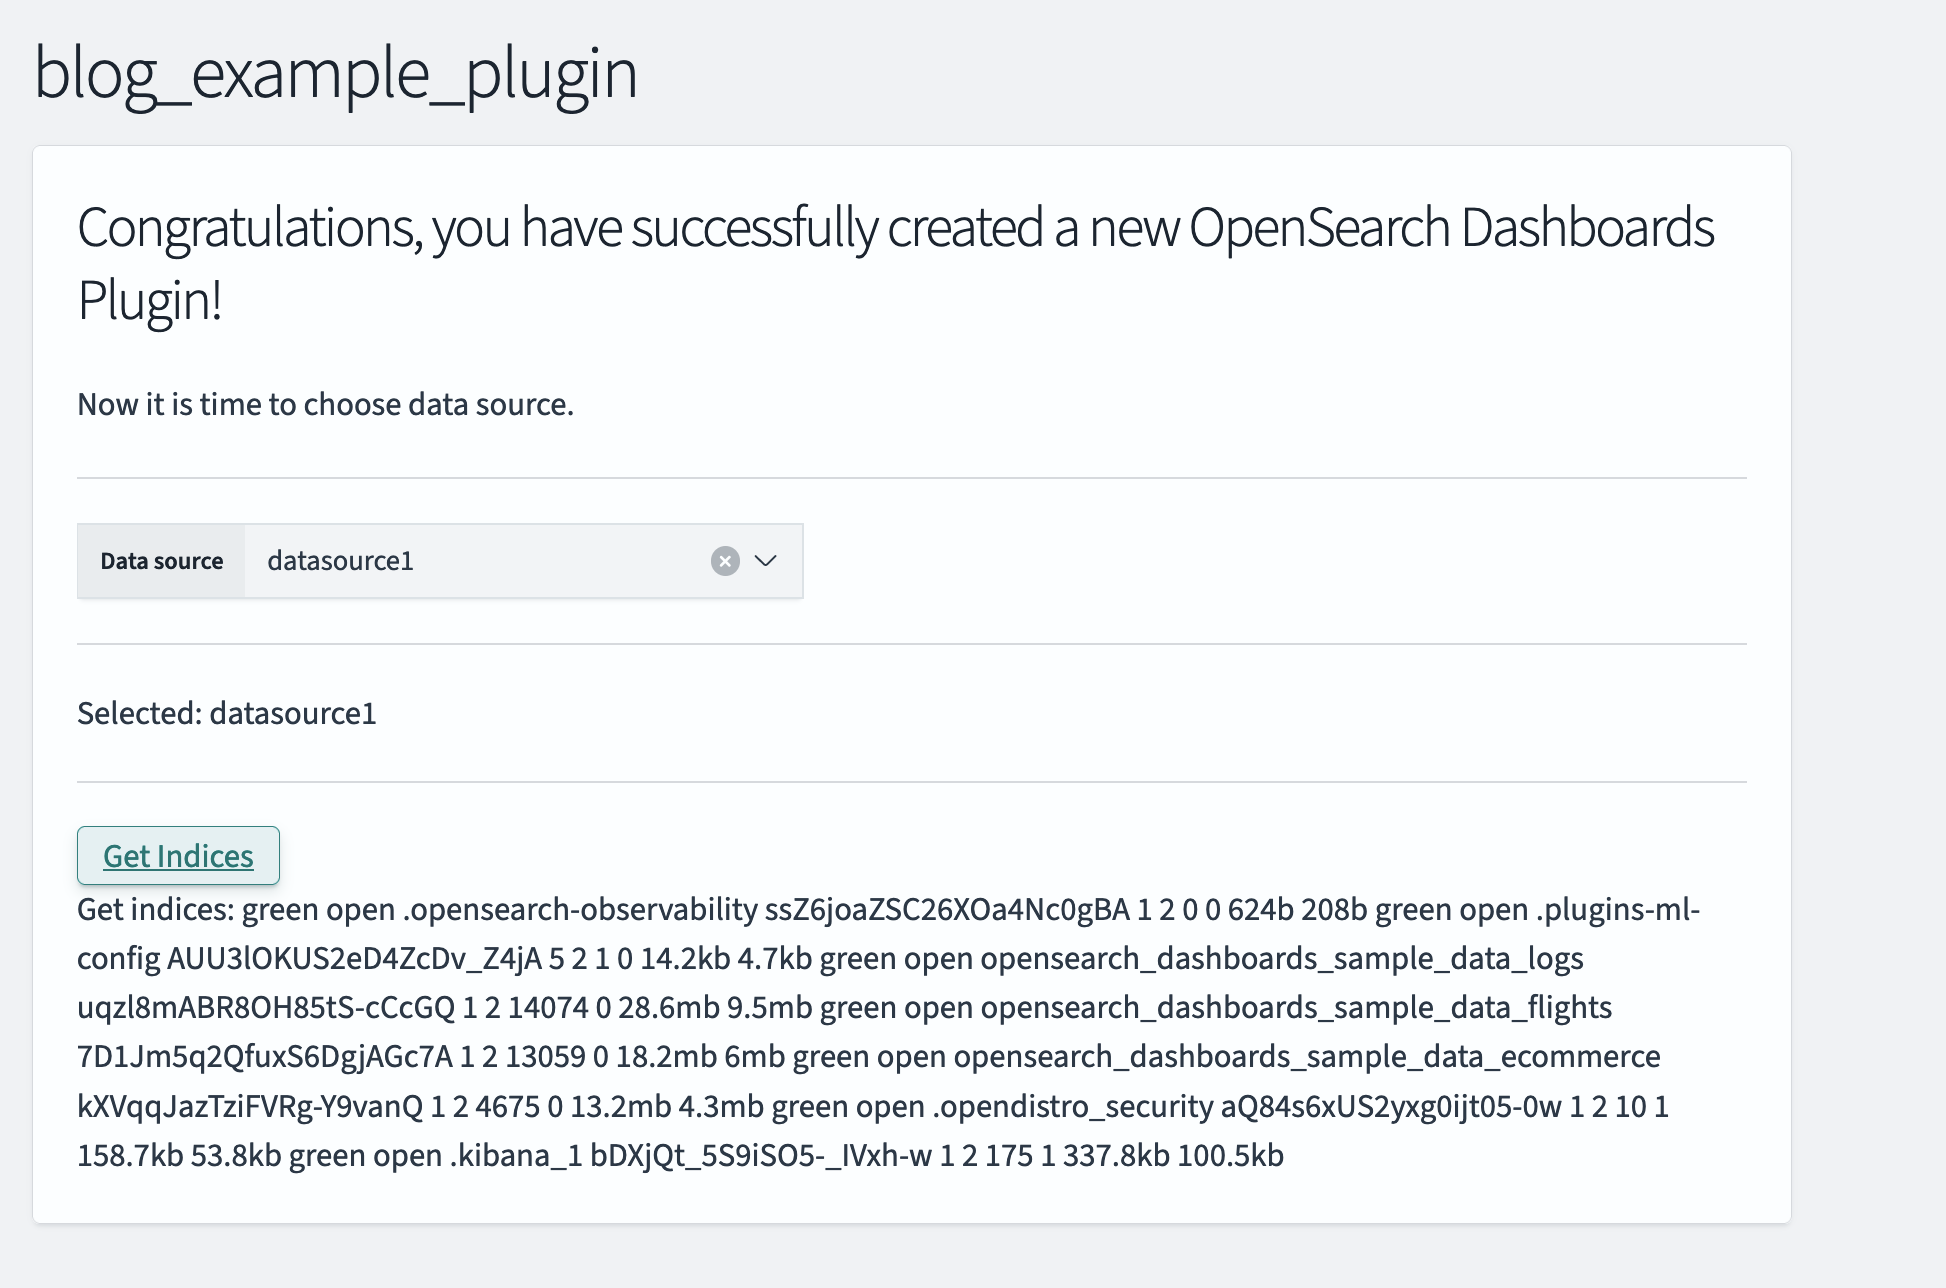 blog_example_plugin
Congratulations, you have successfully created a new OpenSearch Dashboards
Plugin!
Now it is time to choose data source.
Data source datasource1
Selected: datasource1
Get Indices
Get indices: green open .opensearch-observability ssZ6joaZSC26XOa4Nc0gBA 1 2 0 0 624b 208b green open .plugins-ml-
config AUU3lOKUS2eD4ZcDv_Z4jA 5 2 1 0 14.2kb 4.7kb green open opensearch_dashboards_sample_data_logs
uqzl8mABR8OH85tS-cCcGQ 1 2 14074 0 28.6mb 9.5mb green open opensearch_dashboards_sample_data_flights
7D1Jm5q2QfuxS6DgjAGc7A 1 2 13059 0 18.2mb 6mb green open opensearch_dashboards_sample_data_ecommerce
kXVqqJazTziFVRg-Y9vanQ 1 2 4675 0 13.2mb 4.3mb green open .opendistro_security aQ84s6xUS2yxg0ijt05-0w 1 2 10 1
158.7kb 53.8kb green open .kibana_1 bDXjQt_5S9iSO5-_IVxh-w 1 2 175 1 337.8kb 100.5kb